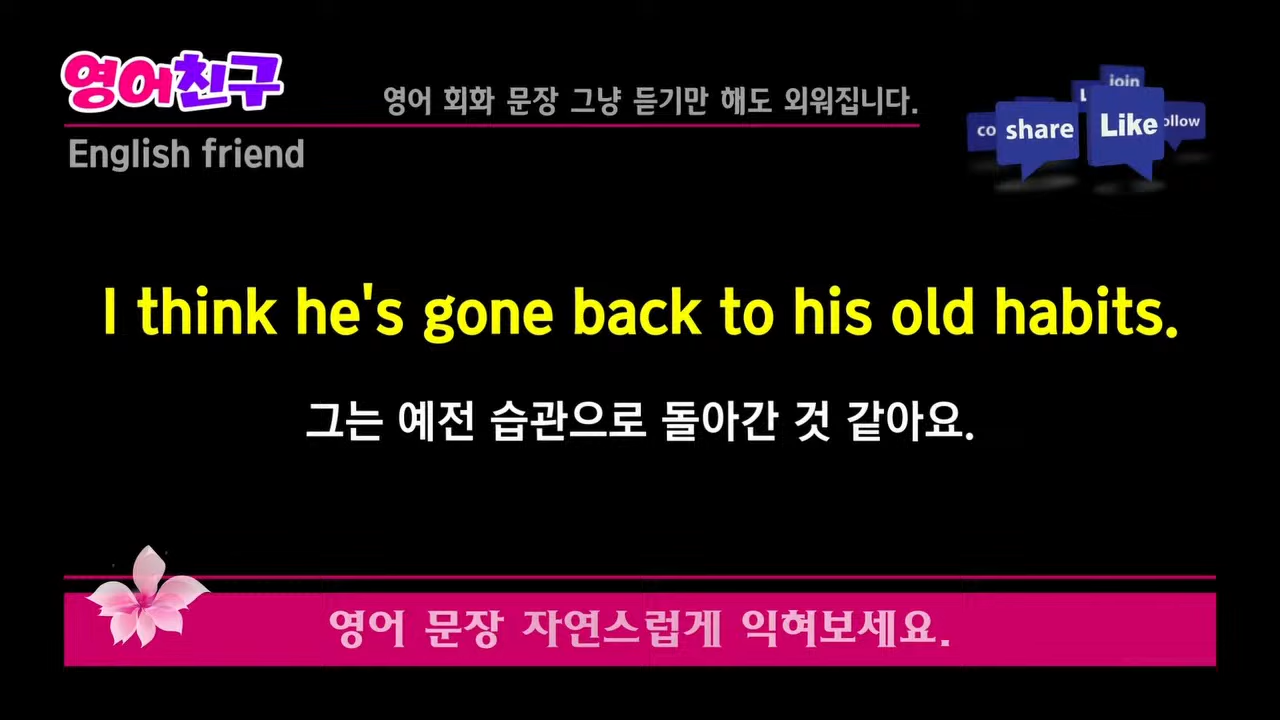 영어친구
영어 회화 문장 그냥 듣기만 해도 외워집니다.
English friend
join
share
Like
I think he's gone back to his old habits.
그는 예전 습관으로 돌아간 것 같아요.
영어 문장 자연스럽게 익혀보세요.